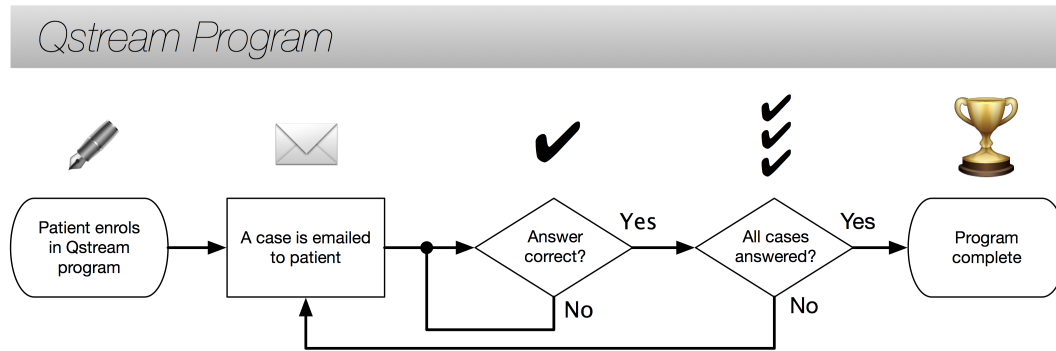 Qstream Program
Patient enrols
in Qstream
program
A case is emailed
to patient
Answer
correct?
Yes
No
All cases
answered?
Yes
No
Program
complete